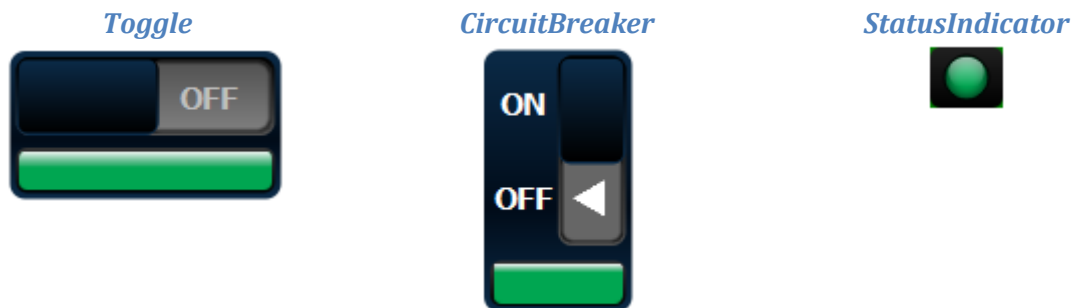 Toggle
CircuitBreaker
StatusIndicator
OFF
ON
OFF